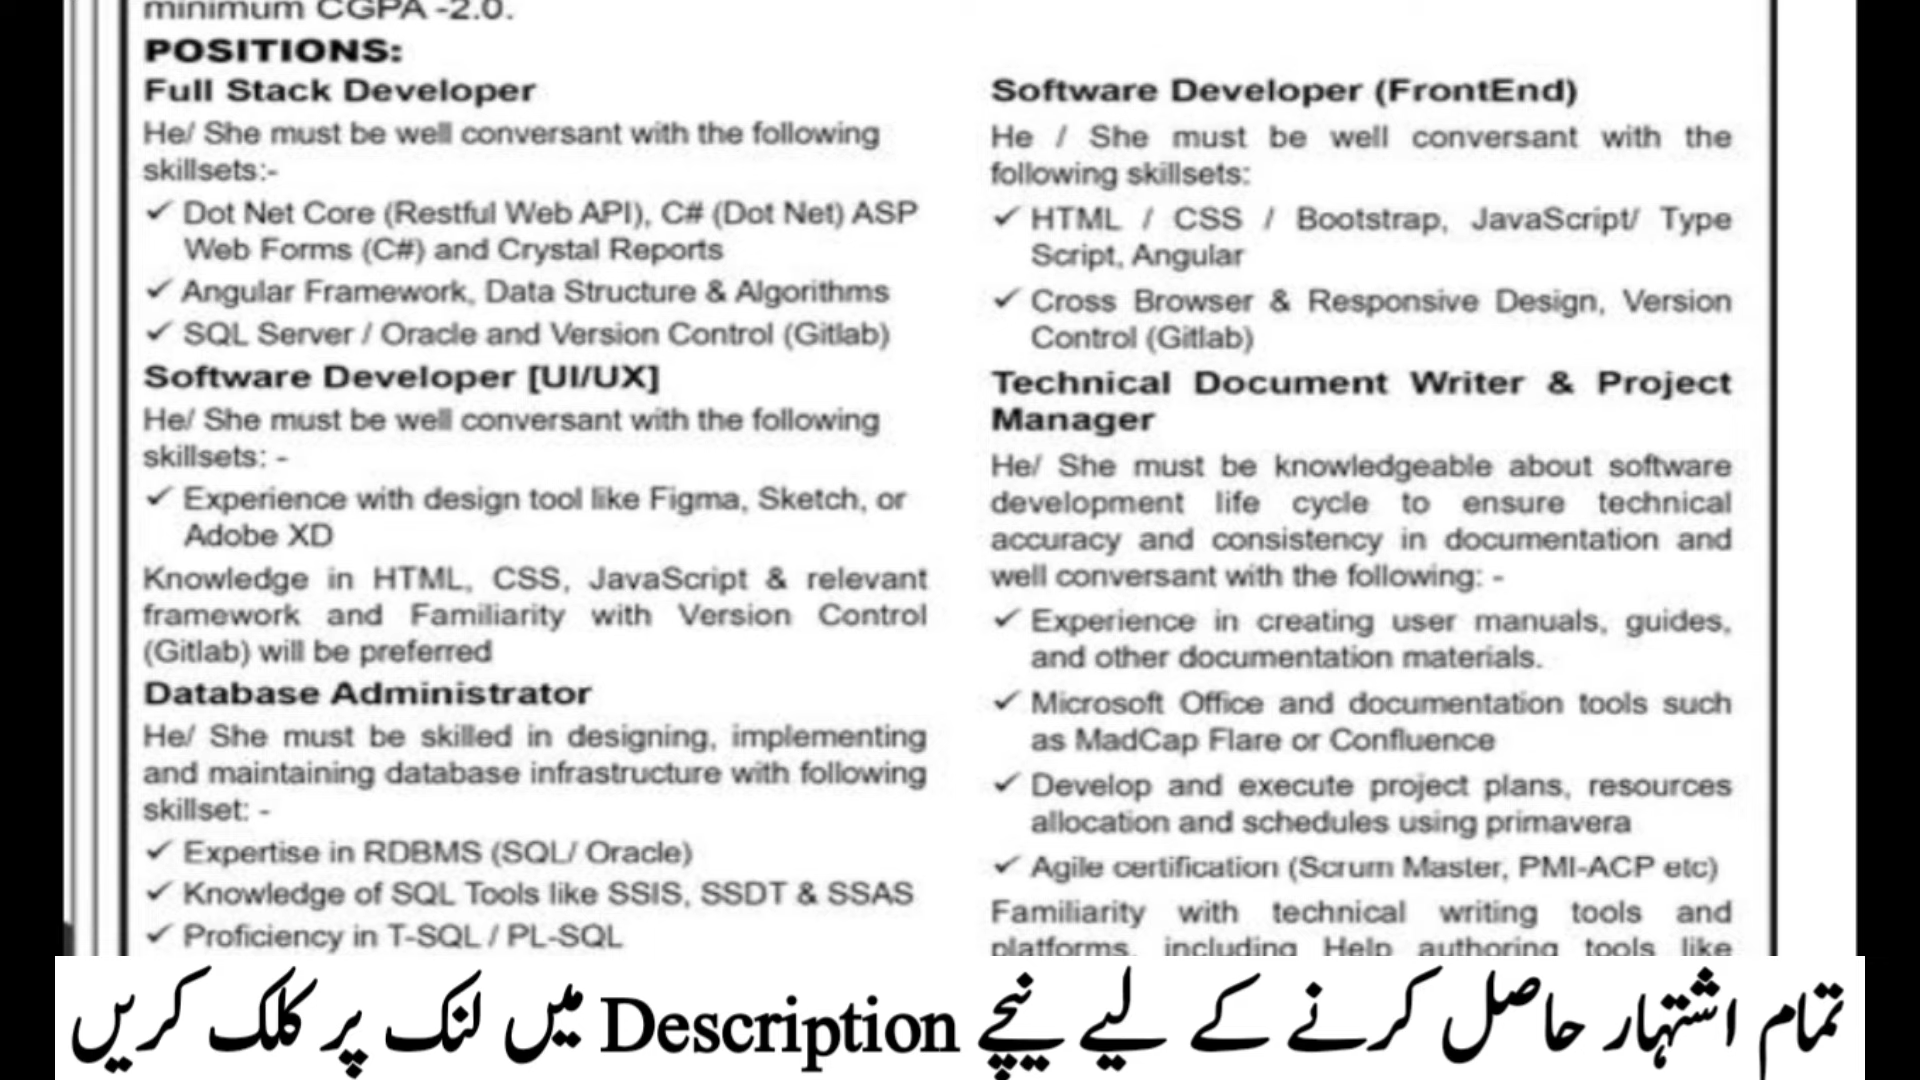 minimum CGPA -2.0.
POSITIONS:
Full Stack Developer
He/ She must be well conversant with the following
skillsets:-
✓ Dot Net Core (Restful Web API), C# (Dot Net) ASP
Web Forms (C#) and Crystal Reports
✓ Angular Framework, Data Structure & Algorithms
✓ SQL Server / Oracle and Version Control (Gitlab)
Software Developer [UI/UX]
He/ She must be well conversant with the following
skillsets: -
✓ Experience with design tool like Figma, Sketch, or
Adobe XD
Knowledge in HTML, CSS, JavaScript & relevant
framework and Familiarity with Version Control
(Gitlab) will be preferred
Database Administrator
He/ She must be skilled in designing, implementing
and maintaining database infrastructure with following
skillset: -
✓ Expertise in RDBMS (SQL/ Oracle)
✓ Knowledge of SQL Tools like SSIS, SSDT & SSAS
✓ Proficiency in T-SQL / PL-SQL
Software Developer (FrontEnd)
He / She must be well conversant with the
following skillsets:
✓ HTML / CSS / Bootstrap, JavaScript/ Type
Script, Angular
✓ Cross Browser & Responsive Design, Version
Control (Gitlab)
Technical Document Writer & Project
Manager
He/ She must be knowledgeable about software
development life cycle to ensure technical
accuracy and consistency in documentation and
well conversant with the following: -
✓ Experience in creating user manuals, guides,
and other documentation materials.
✓ Microsoft Office and documentation tools such
as MadCap Flare or Confluence
✓ Develop and execute project plans, resources
allocation and schedules using primavera
✓ Agile certification (Scrum Master, PMI-ACP etc)
Familiarity with technical writing tools and
platforms, including Help authoring tools like
تمام اشتہار حاصل کرنے کے لیے نیچے Description میں لنک پر کلک کریں